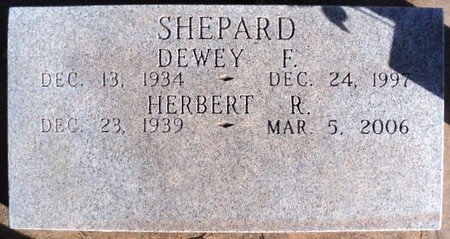 SHEPARD
DEWEY F.
DEC. 13, 1934 DEC. 24, 1997
HERBERT R.
DEC. 23, 1939 MAR. 5, 2006